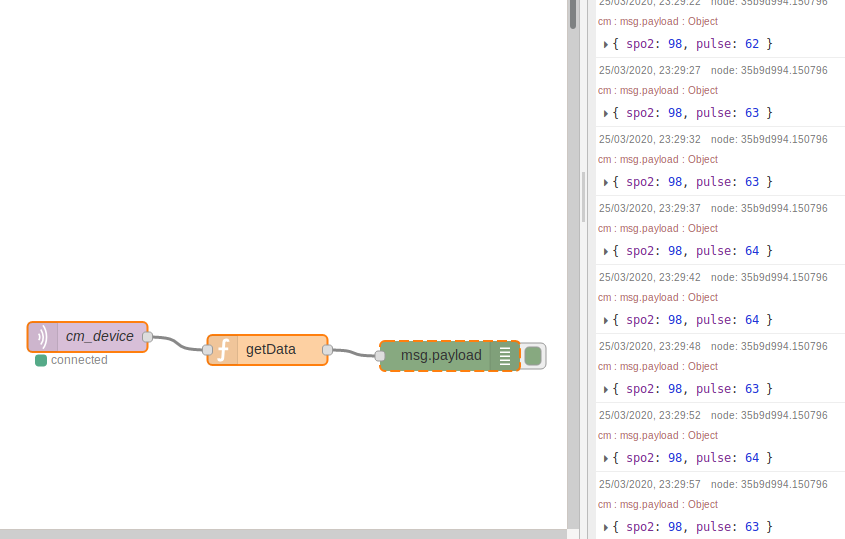 cm_device
connected
getData
msg.payload
25/03/2020, 23:29:22 node: 35b9d994.150796
cm : msg.payload : Object
{ spo2: 98, pulse: 62 }
25/03/2020, 23:29:27 node: 35b9d994.150796
cm : msg.payload : Object
{ spo2: 98, pulse: 63 }
25/03/2020, 23:29:32 node: 35b9d994.150796
cm : msg.payload : Object
{ spo2: 98, pulse: 63 }
25/03/2020, 23:29:37 node: 35b9d994.150796
cm : msg.payload : Object
{ spo2: 98, pulse: 64 }
25/03/2020, 23:29:42 node: 35b9d994.150796
cm : msg.payload : Object
{ spo2: 98, pulse: 64 }
25/03/2020, 23:29:48 node: 35b9d994.150796
cm : msg.payload : Object
{ spo2: 98, pulse: 63 }
25/03/2020, 23:29:52 node: 35b9d994.150796
cm : msg.payload : Object
{ spo2: 98, pulse: 64 }
25/03/2020, 23:29:57 node: 35b9d994.150796
cm : msg.payload : Object
{ spo2: 98, pulse: 63 }